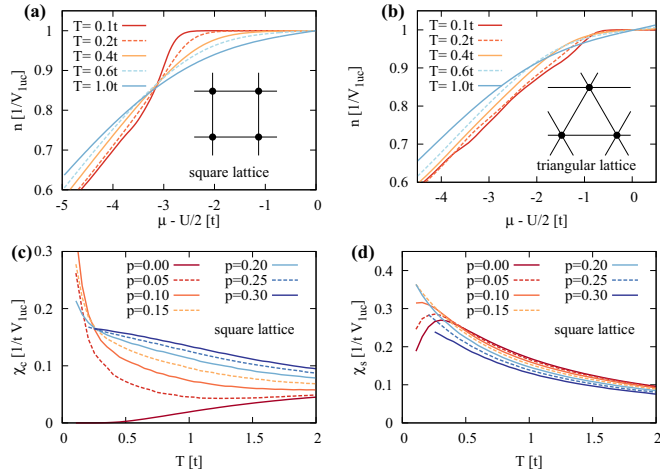 (a)
T= 0.1t
T= 0.2t
T= 0.4t
T= 0.6t
T= 1.0t
square lattice
n [1/V1uc]
1
0.9
0.8
0.7
0.6
-5 -4 -3 -2 -1 0
μ - U/2 [t]
(b)
T= 0.1t
T= 0.2t
T= 0.4t
T= 0.6t
T= 1.0t
triangular lattice
n [1/V1uc]
1
0.9
0.8
0.7
0.6
-4 -3 -2 -1 0
μ - U/2 [t]
(c)
p=0.00 p=0.20
p=0.05 p=0.25
p=0.10 p=0.30
p=0.15
square lattice
χc [1/t V1uc]
0.3
0.2
0.1
0
0 0.5 1 1.5 2
T [t]
(d)
p=0.00 p=0.20
p=0.05 p=0.25
p=0.10 p=0.30
p=0.15
square lattice
χs [1/t V1uc]
0.4
0.3
0.2
0.1
0
0 0.5 1 1.5 2
T [t]